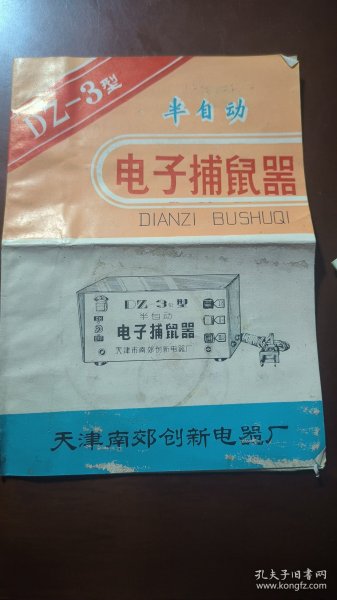 DZ-3型
半自动
电子捕鼠器
DIANZI BUSHUQI
DZ-3型
半自动
电子捕鼠器
天津市南郊创新电器厂
天津南郊创新电器厂
孔夫子旧书网
www.kongfz.com